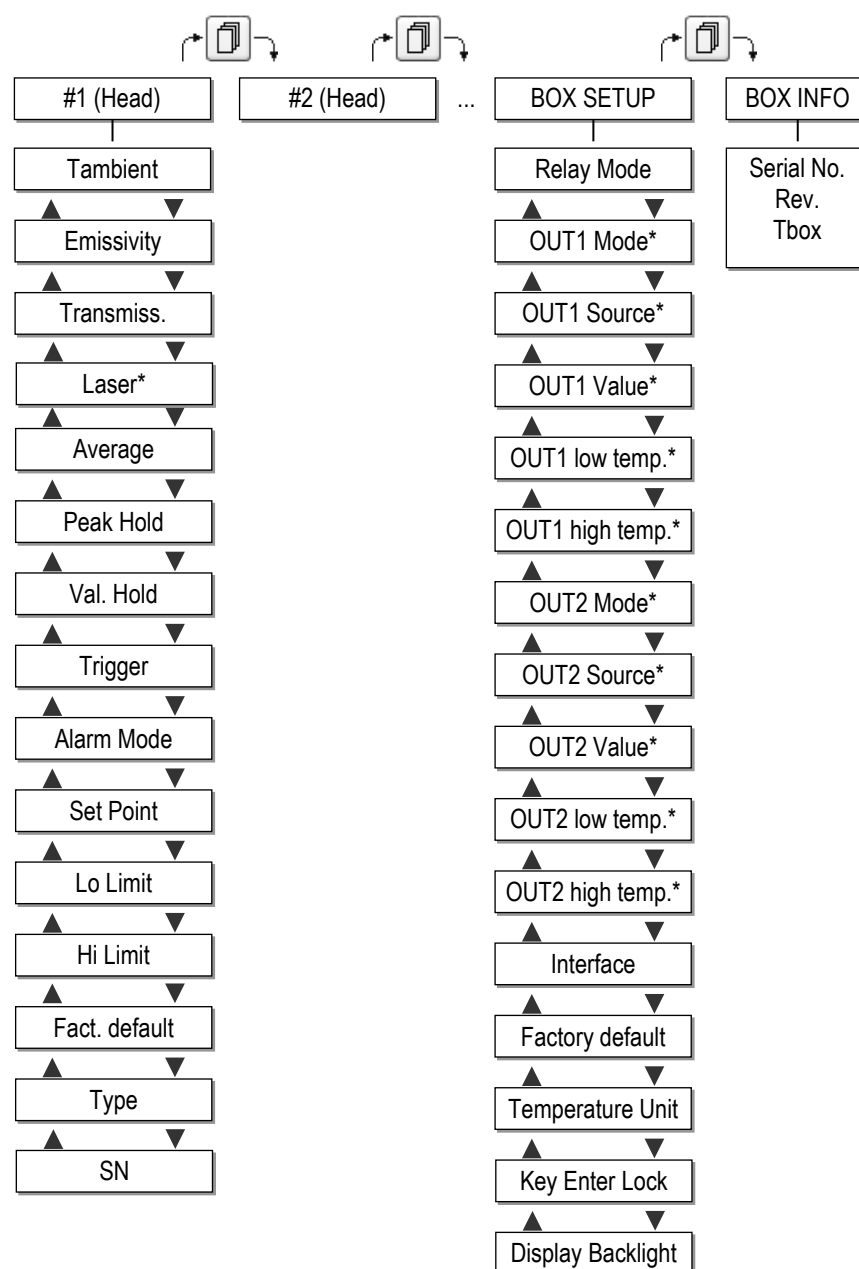 #1 (Head)
#2 (Head)
...
BOX SETUP
BOX INFO
Tambient
Emissivity
Transmiss.
Laser*
Average
Peak Hold
Val. Hold
Trigger
Alarm Mode
Set Point
Lo Limit
Hi Limit
Fact. default
Type
SN
Relay Mode
OUT1 Mode*
OUT1 Source*
OUT1 Value*
OUT1 low temp.*
OUT1 high temp.*
OUT2 Mode*
OUT2 Source*
OUT2 Value*
OUT2 low temp.*
OUT2 high temp.*
Interface
Factory default
Temperature Unit
Key Enter Lock
Display Backlight
Serial No.
Rev.
Tbox